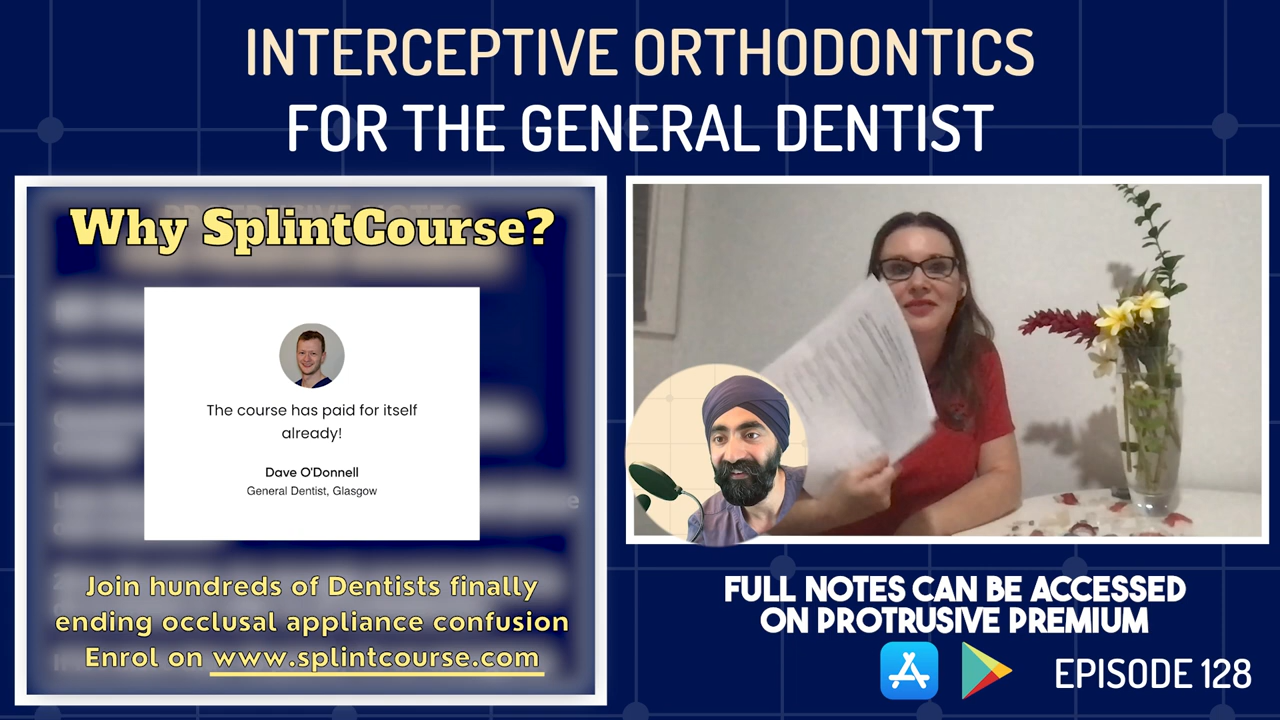 INTERCEPTIVE ORTHODONTICS
FOR THE GENERAL DENTIST
Why SplintCourse?
The course has paid for itself
already!
Dave O'Donnell
General Dentist, Glasgow
Join hundreds of Dentists finally
ending occlusal appliance confusion
Enrol on www.splintcourse.com
FULL NOTES CAN BE ACCESSED
ON PROTRUSIVE PREMIUM
EPISODE 128